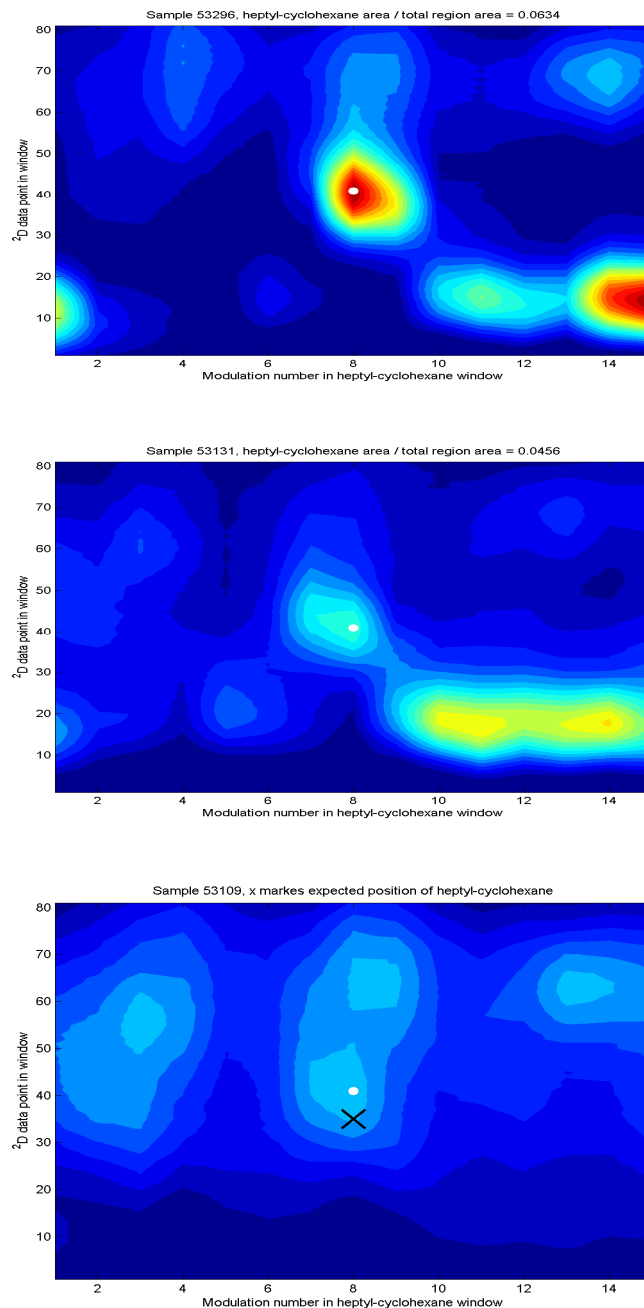 Sample 53296, heptyl-cyclohexane area / total region area = 0.0634
80
70
60
50
40
30
20
10
²D data point in window
2 4 6 8 10 12 14
Modulation number in heptyl-cyclohexane window
Sample 53131, heptyl-cyclohexane area / total region area = 0.0456
80
70
60
50
40
30
20
10
²D data point in window
2 4 6 8 10 12 14
Modulation number in heptyl-cyclohexane window
Sample 53109, x markes expected position of heptyl-cyclohexane
80
70
60
50
40
30
20
10
²D data point in window
2 4 6 8 10 12 14
Modulation number in heptyl-cyclohexane window